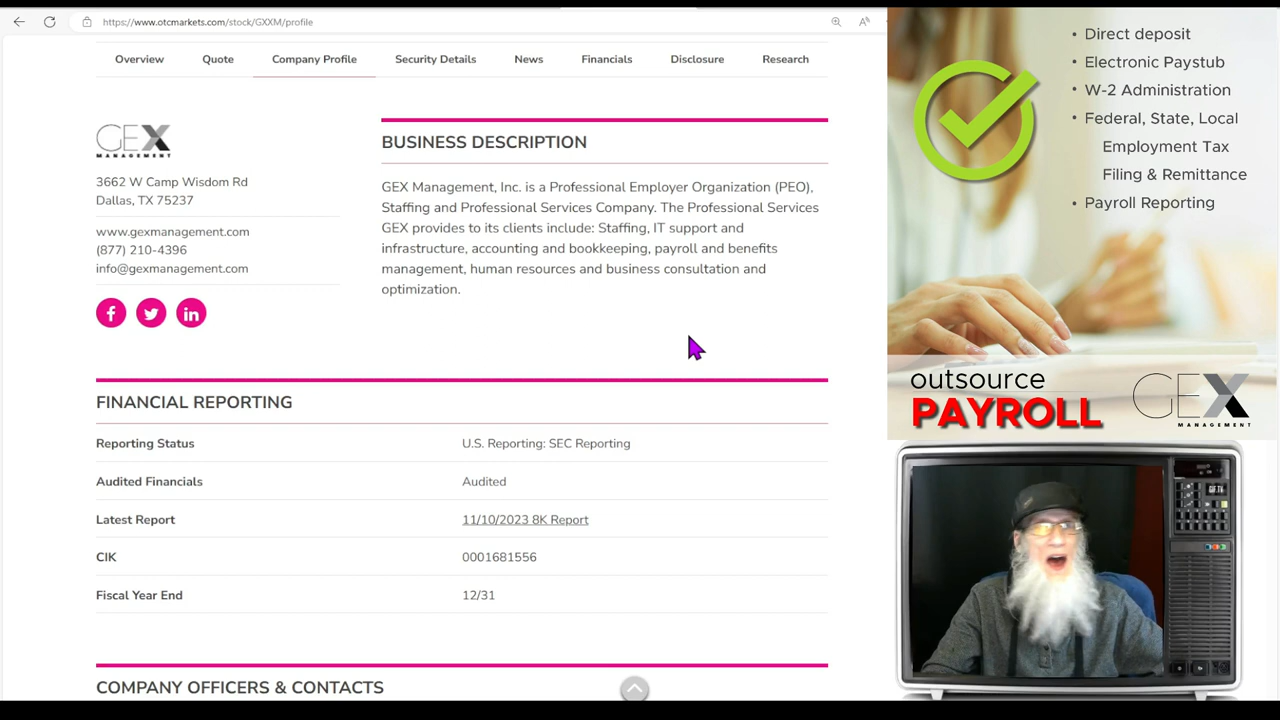 https://www.otcmarkets.com/stock/GXXM/profile
Overview Quote Company Profile Security Details News Financials Disclosure Research
GEX
MANAGEMENT
3662 W Camp Wisdom Rd
Dallas, TX 75237
www.gexmanagement.com
(877) 210-4396
info@gexmanagement.com
BUSINESS DESCRIPTION
GEX Management, Inc. is a Professional Employer Organization (PEO),
Staffing and Professional Services Company. The Professional Services
GEX provides to its clients include: Staffing, IT support and
infrastructure, accounting and bookkeeping, payroll and benefits
management, human resources and business consultation and
optimization.
FINANCIAL REPORTING
Reporting Status U.S. Reporting: SEC Reporting
Audited Financials Audited
Latest Report 11/10/2023 8K Report
CIK 0001681556
Fiscal Year End 12/31
COMPANY OFFICERS & CONTACTS
• Direct deposit
• Electronic Paystub
• W-2 Administration
• Federal, State, Local
Employment Tax
Filing & Remittance
• Payroll Reporting
outsource
PAYROLL
GEX
MANAGEMENT